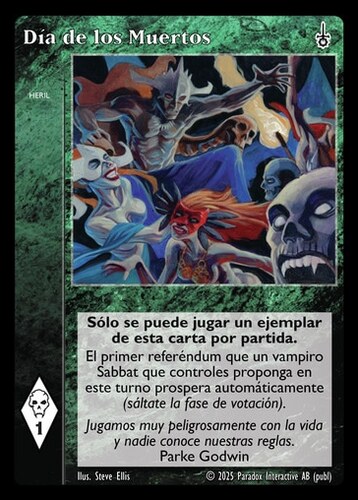 Día de los Muertos
HERIL
Sólo se puede jugar un ejemplar
de esta carta por partida.
El primer referéndum que un vampiro
Sabbat que controles proponga en
este turno prospera automáticamente
(sáltate la fase de votación).
Jugamos muy peligrosamente con la vida
y nadie conoce nuestras reglas.
Parke Godwin
1
Ilus. Steve Ellis
© 2025 Paradox Interactive AB (publ)